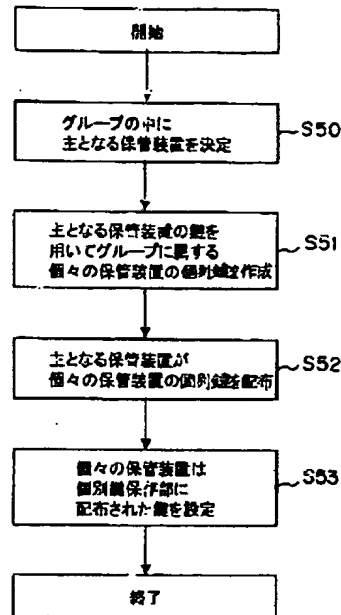 開始
グループの中に
主となる保管装置を決定
S50
主となる保管装置の鍵を
用いてグループに属する
個々の保管装置の個別鍵を作成
S51
主となる保管装置が
個々の保管装置の個別鍵を配布
S52
個々の保管装置は
個別鍵保存部に
配布された鍵を設定
S53
終了